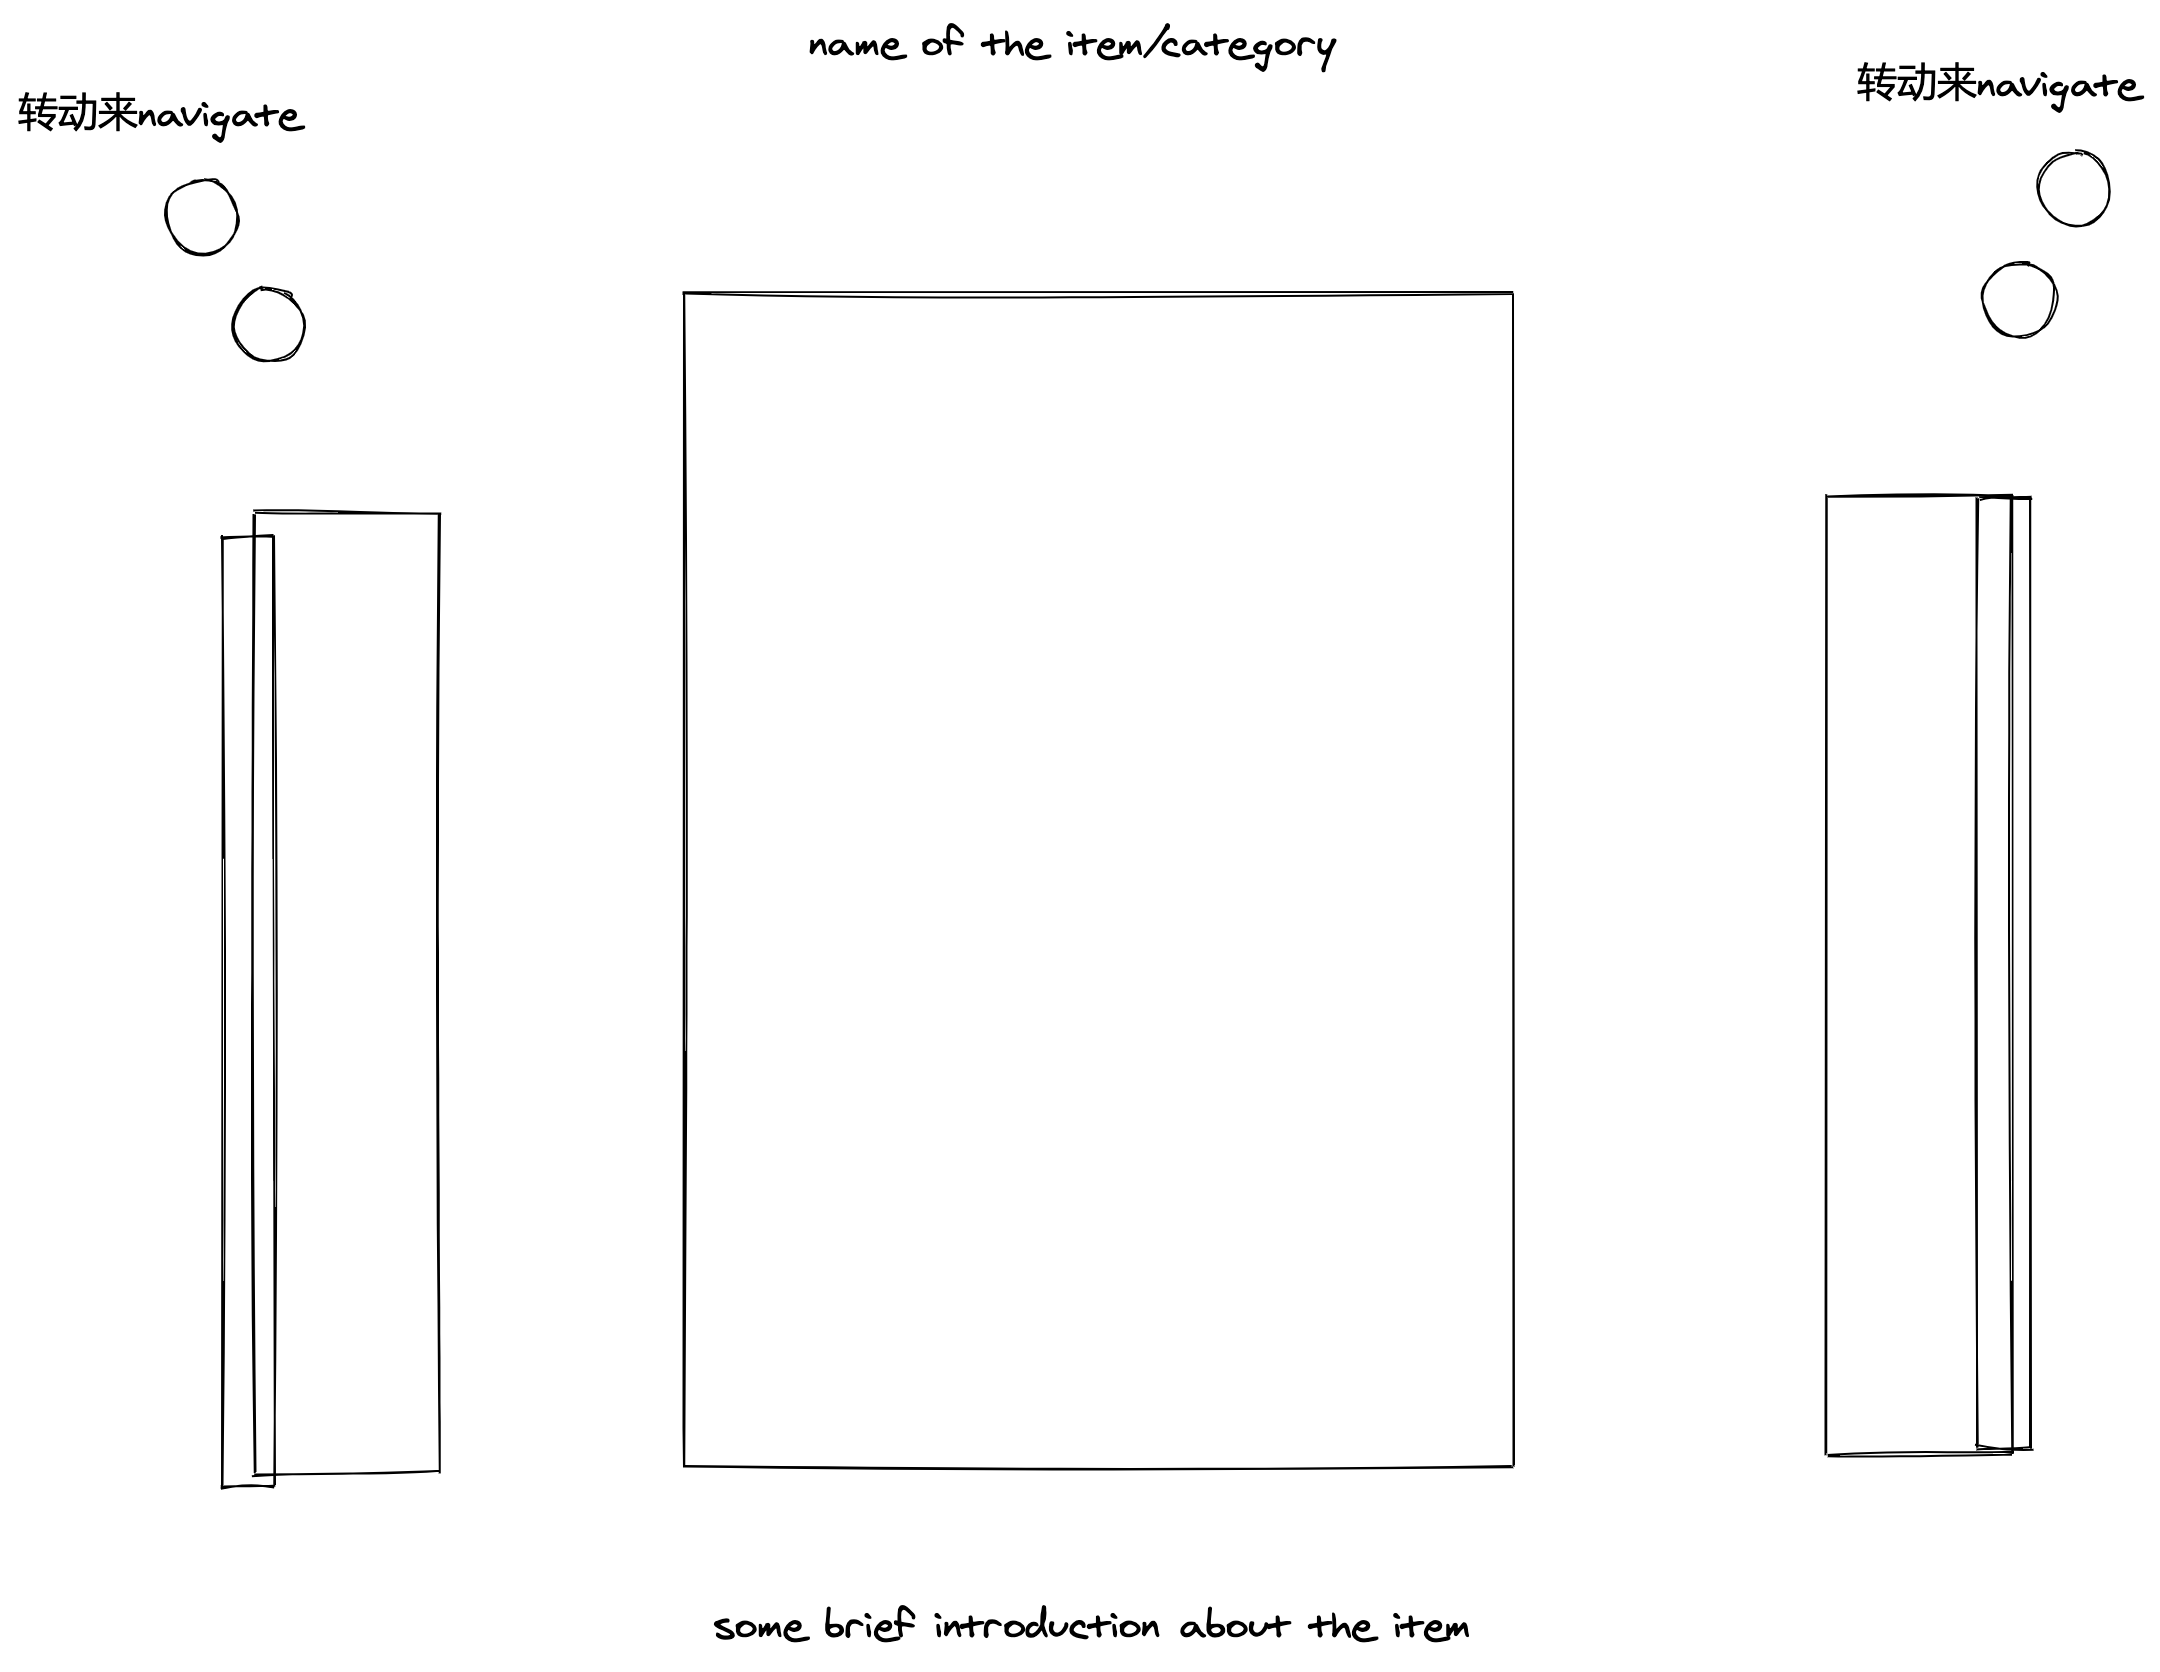 name of the item/category
转动来navigate
转动来navigate
some brief introduction about the item